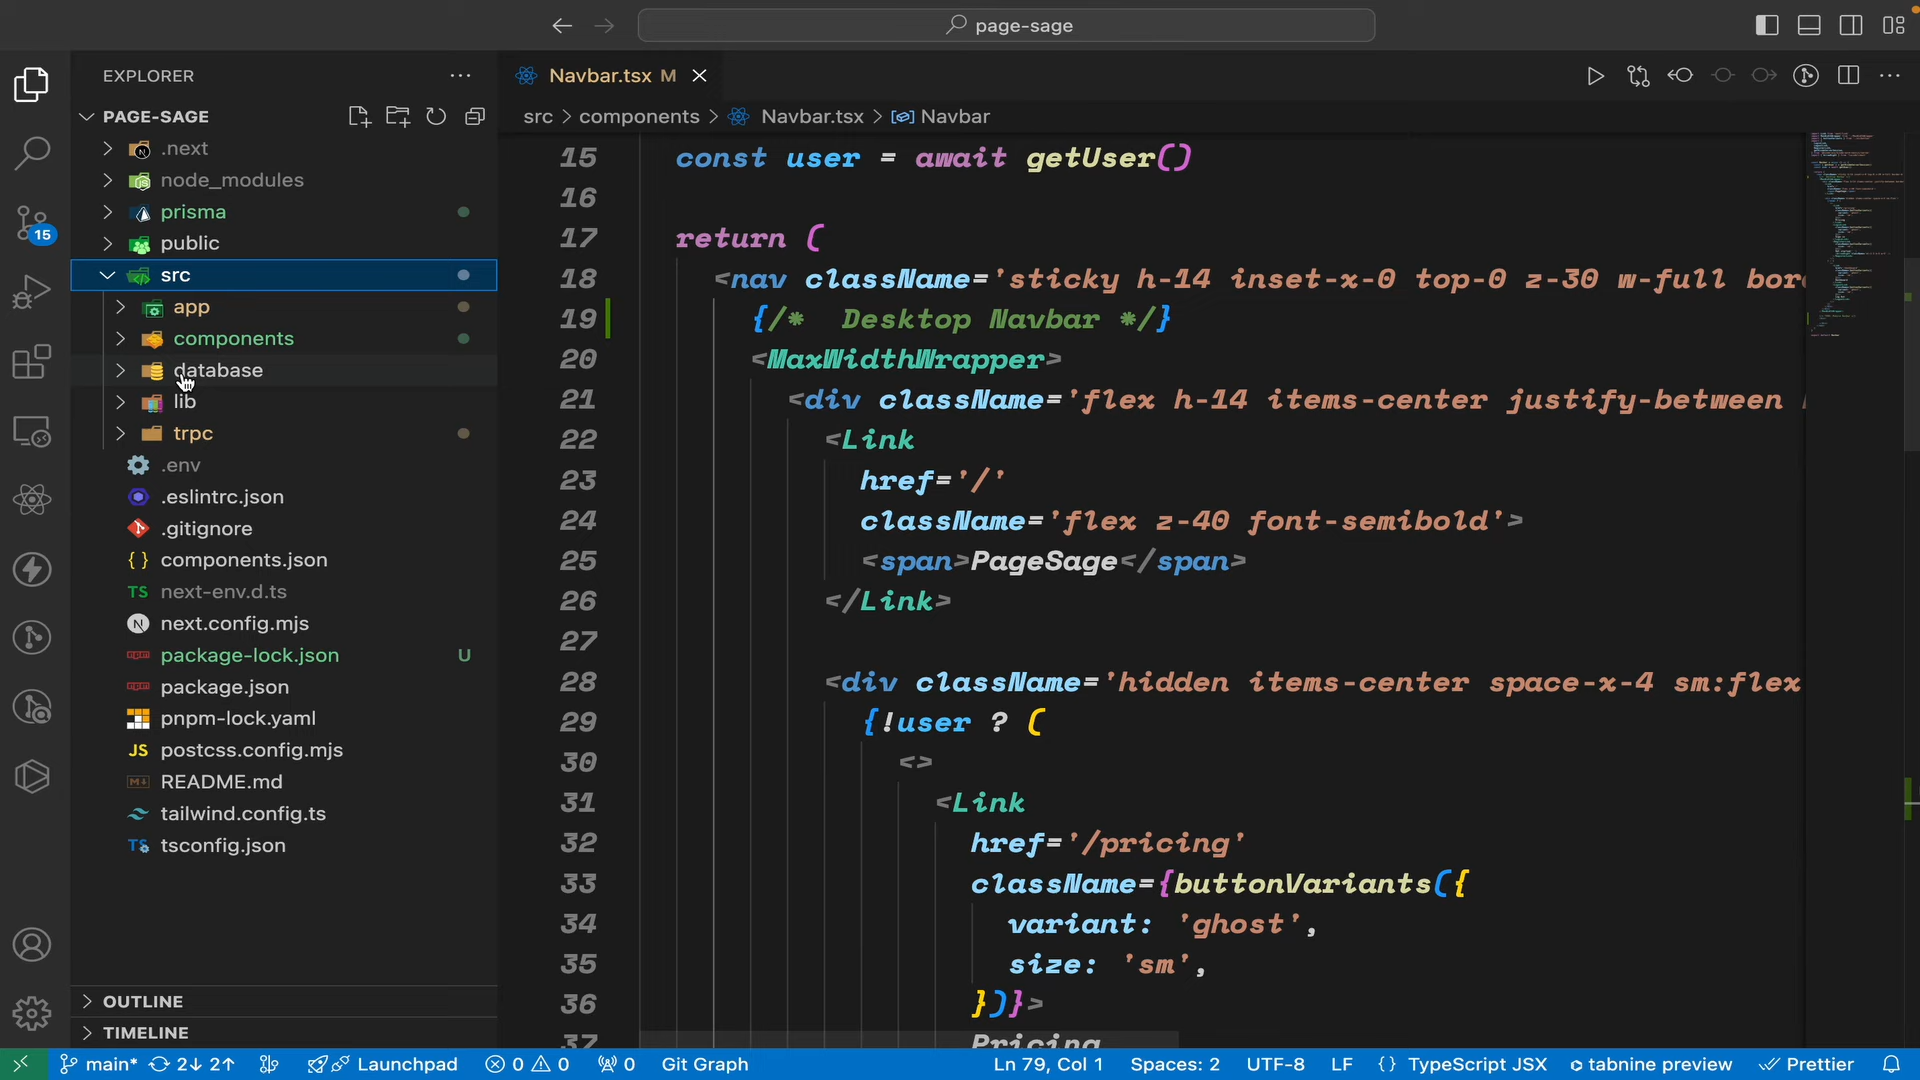 page-sage
EXPLORER
PAGE-SAGE
.next
node_modules
prisma
public
src
app
components
database
lib
trpc
.env
.eslintrc.json
.gitignore
{ } components.json
TS next-env.d.ts
N next.config.mjs
package-lock.json U
package.json
pnpm-lock.yaml
JS postcss.config.mjs
README.md
tailwind.config.ts
TS tsconfig.json
OUTLINE
TIMELINE
15
Navbar.tsx M
src > components > Navbar.tsx > Navbar
15 const user = await getUser()
16
17 return (
18 <nav className='sticky h-14 inset-x-0 top-0 z-30 w-full bor
19 {/* Desktop Navbar */}
20 <MaxWidthWrapper>
21 <div className='flex h-14 items-center justify-between
22 <Link
23 href='/'
24 className='flex z-40 font-semibold'>
25 <span>PageSage</span>
26 </Link>
27
28 <div className='hidden items-center space-x-4 sm:flex
29 {!user ? (
30 <>
31 <Link
32 href='/pricing'
33 className={buttonVariants({
34 variant: 'ghost',
35 size: 'sm',
36 })}>
37 Pricing
main* 2↓ 2↑ Launchpad 0 0 0 Git Graph Ln 79, Col 1 Spaces: 2 UTF-8 LF { } TypeScript JSX tabnine preview Prettier